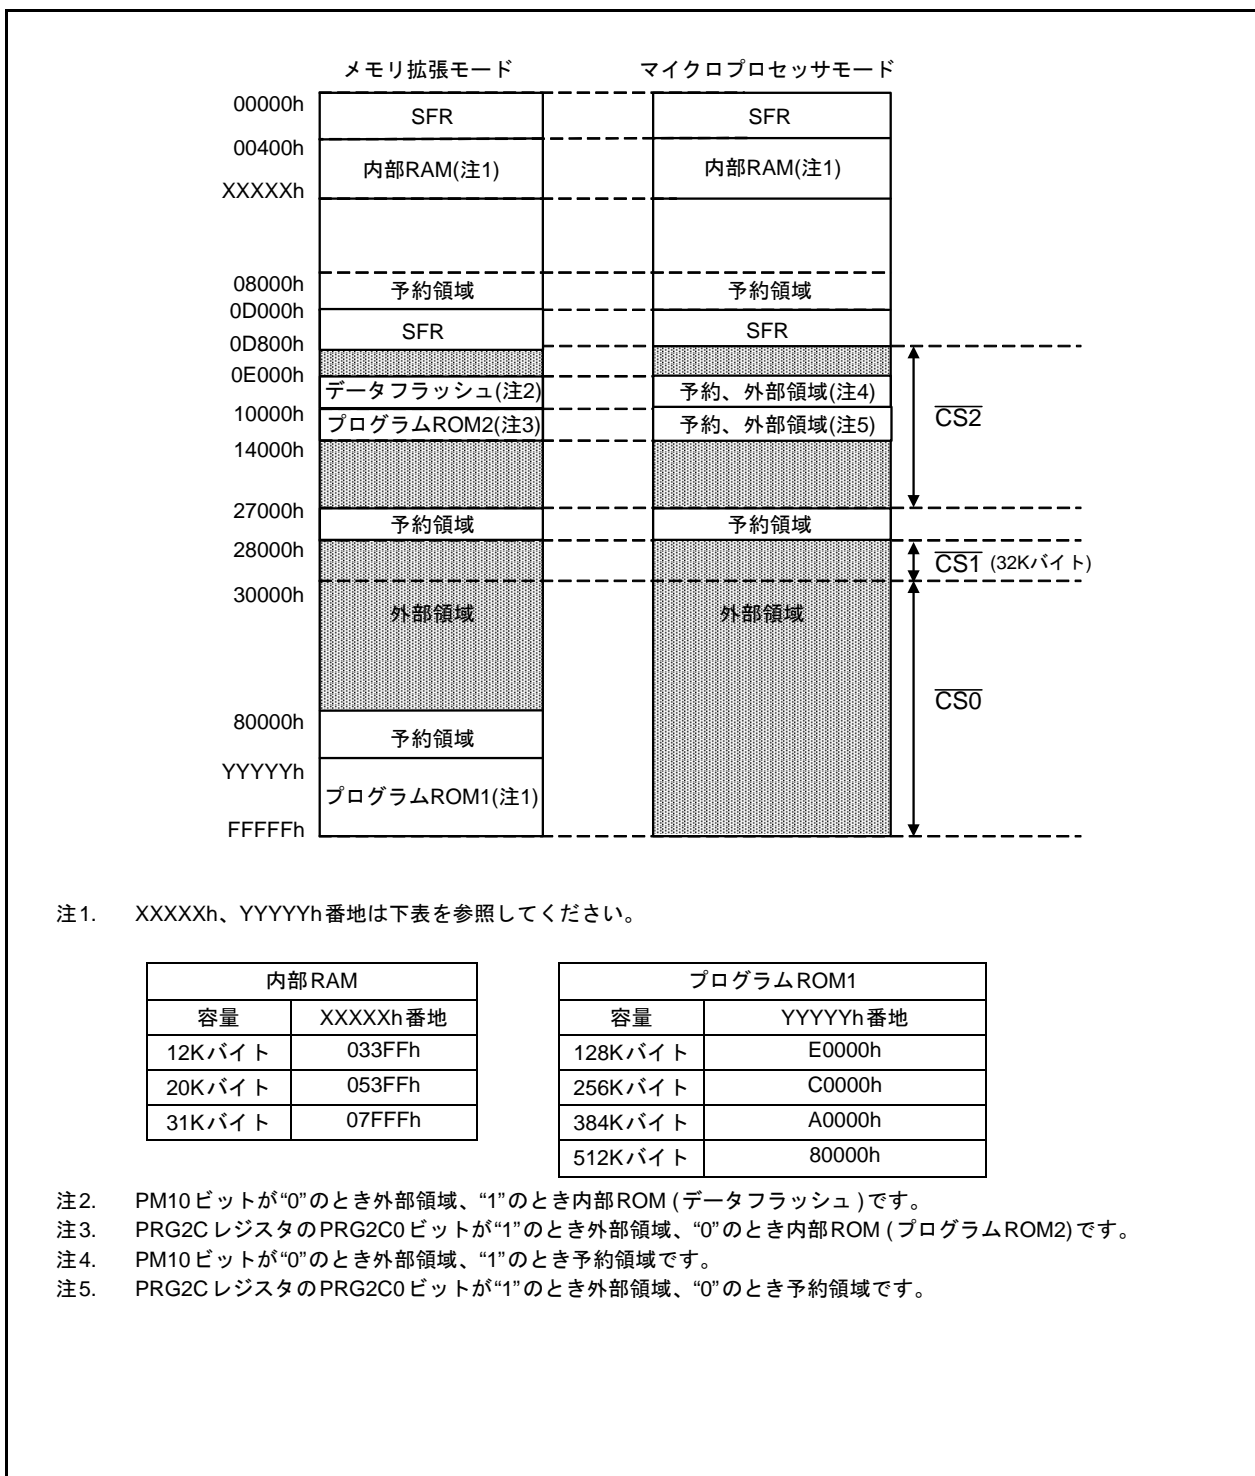 メモリ拡張モード マイクロプロセッサモード
00000h SFR SFR
00400h
内部RAM(注1) 内部RAM(注1)
XXXXXh
08000h
予約領域 予約領域
0D000h
SFR SFR
0D800h
0E000h
データフラッシュ(注2) 予約、外部領域(注4)
10000h CS2
プログラムROM2(注3) 予約、外部領域(注5)
14000h
27000h
予約領域 予約領域
28000h
CS1 (32Kバイト)
30000h
外部領域 外部領域
CS0
80000h
予約領域
YYYYYh
プログラムROM1(注1)
FFFFFh
注1. XXXXXh、YYYYYh番地は下表を参照してください。
内部RAM プログラムROM1
容量 XXXXXh番地 容量 YYYYYh番地
12Kバイト 033FFh 128Kバイト E0000h
20Kバイト 053FFh 256Kバイト C0000h
31Kバイト 07FFFh 384Kバイト A0000h
512Kバイト 80000h
注2. PM10ビットが“0”のとき外部領域、“1”のとき内部ROM (データフラッシュ)です。
注3. PRG2CレジスタのPRG2C0ビットが“1”のとき外部領域、“0”のとき内部ROM (プログラムROM2)です。
注4. PM10ビットが“0”のとき外部領域、“1”のとき予約領域です。
注5. PRG2CレジスタのPRG2C0ビットが“1”のとき外部領域、“0”のとき予約領域です。